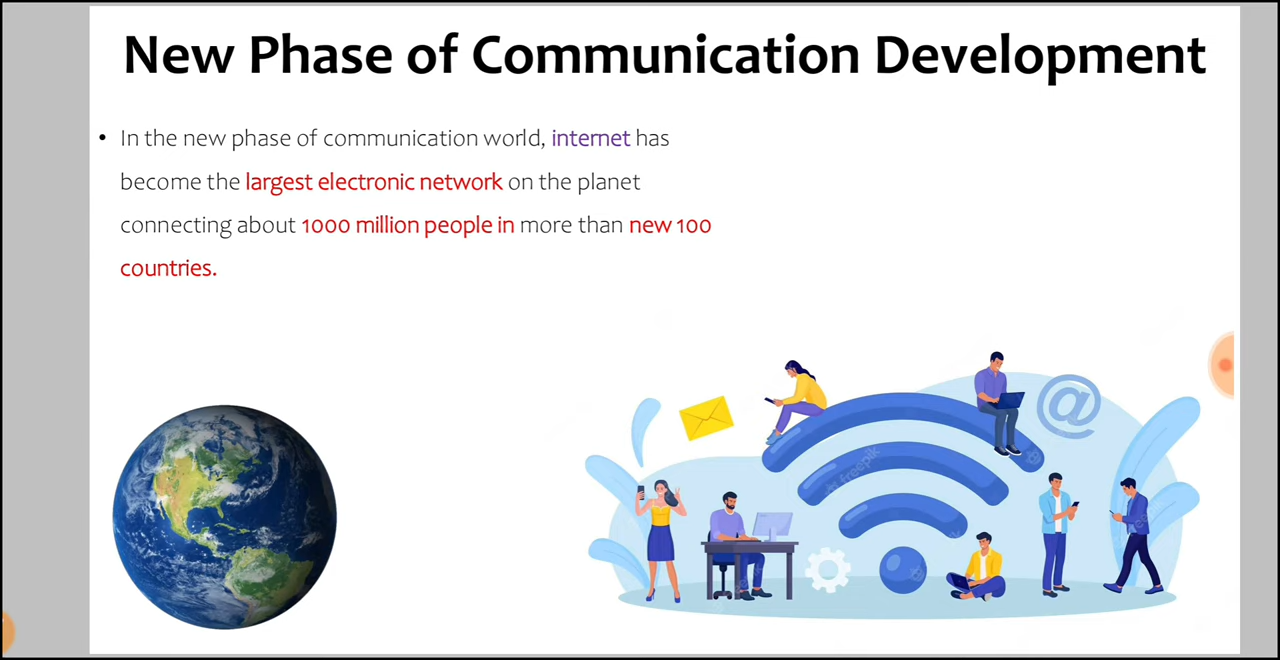 New Phase of Communication Development
• In the new phase of communication world, internet has
become the largest electronic network on the planet
connecting about 1000 million people in more than new 100
countries.
@
freepik